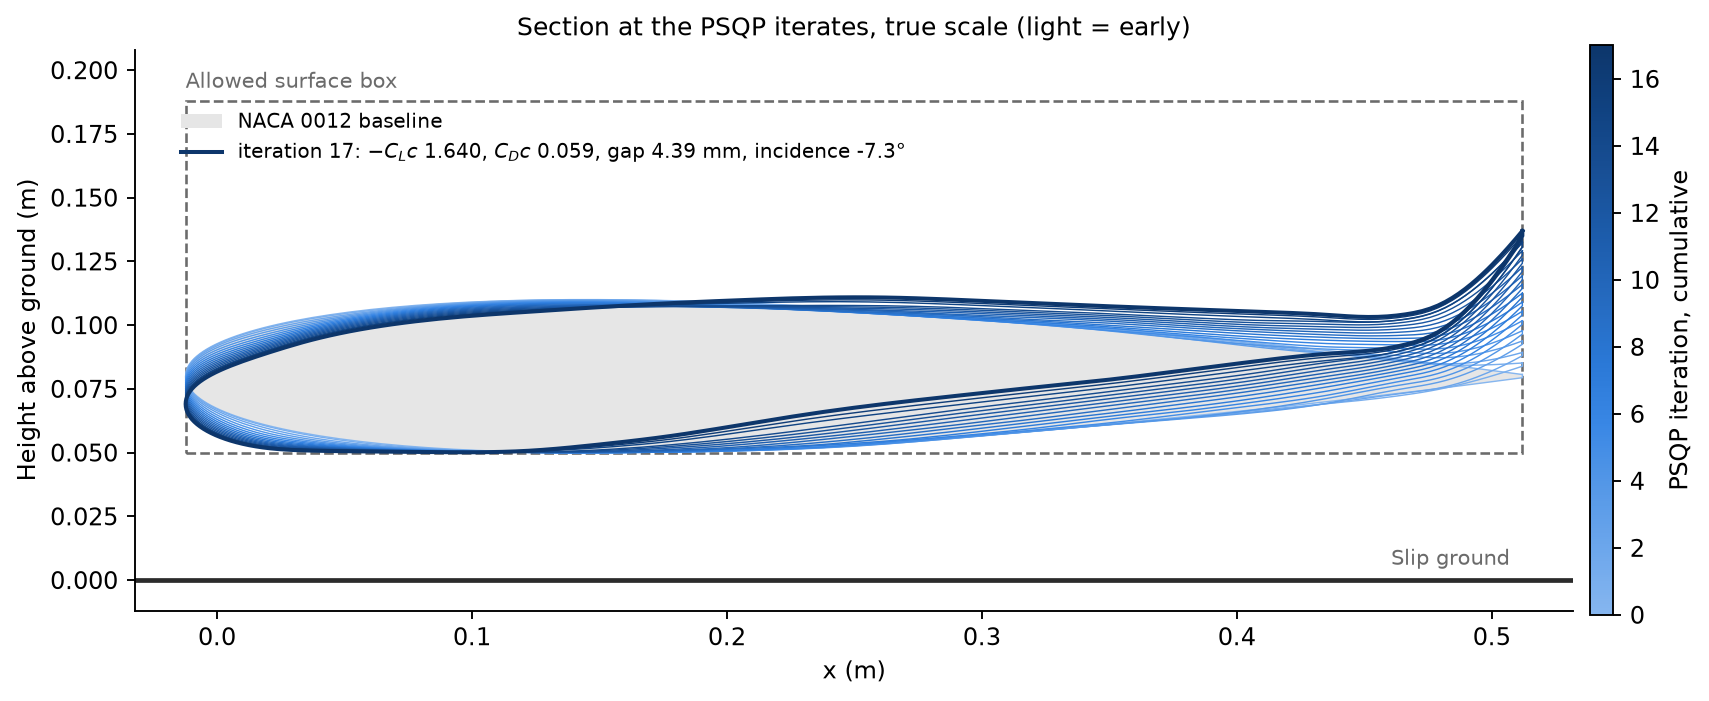 Section at the PSQP iterates, true scale (light = early)
Allowed surface box
NACA 0012 baseline
iteration 17: −C_Lc 1.640, C_Dc 0.059, gap 4.39 mm, incidence -7.3°
Slip ground
Height above ground (m)
0.200
0.175
0.150
0.125
0.100
0.075
0.050
0.025
0.000
0.0 0.1 0.2 0.3 0.4 0.5
x (m)
16
14
12
10
8
6
4
2
0
PSQP iteration, cumulative